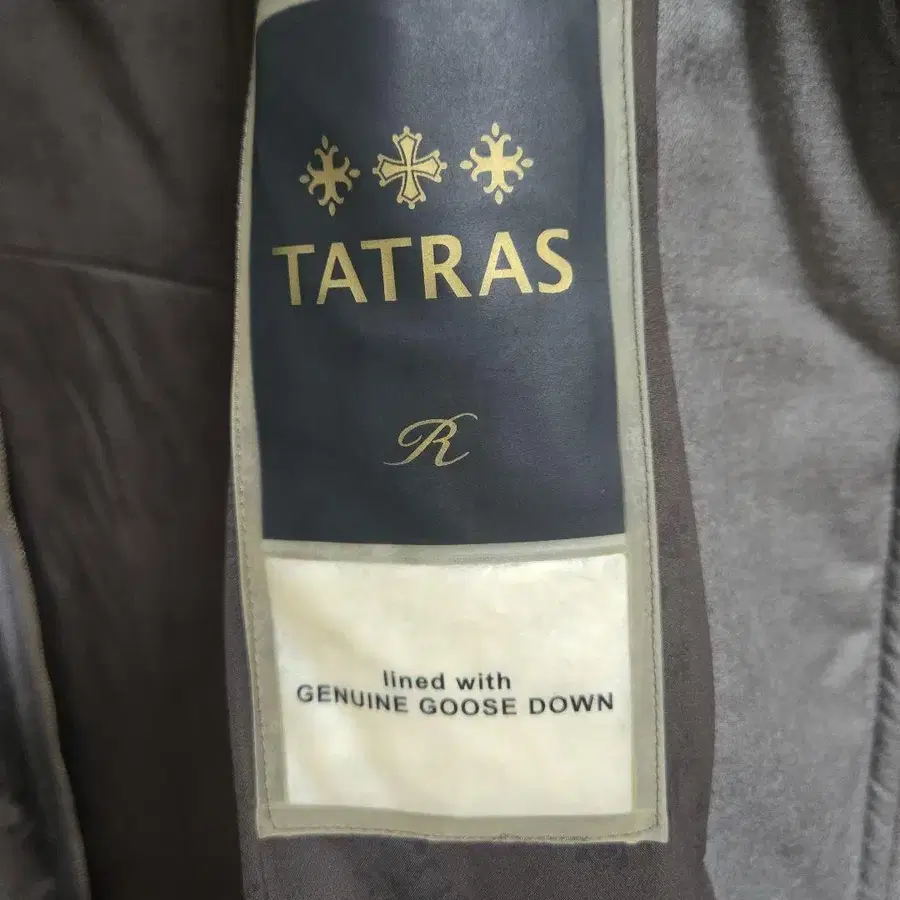 TATRAS
R
lined with
GENUINE GOOSE DOWN